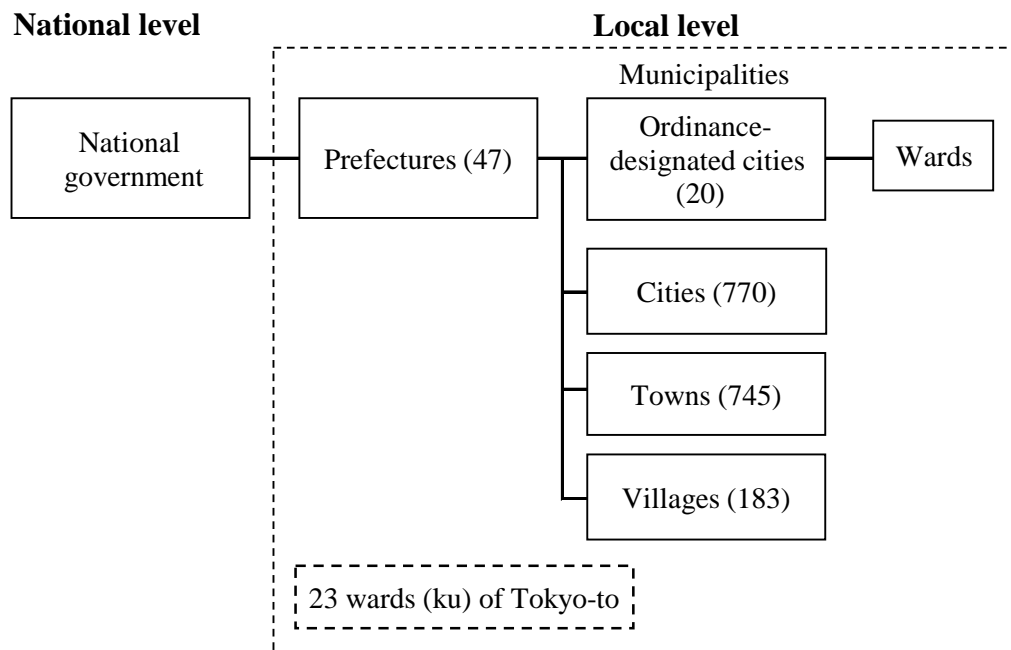 National level
Local level
Municipalities
National
government
Prefectures (47)
Ordinance-
designated cities
(20)
Wards
Cities (770)
Towns (745)
Villages (183)
23 wards (ku) of Tokyo-to